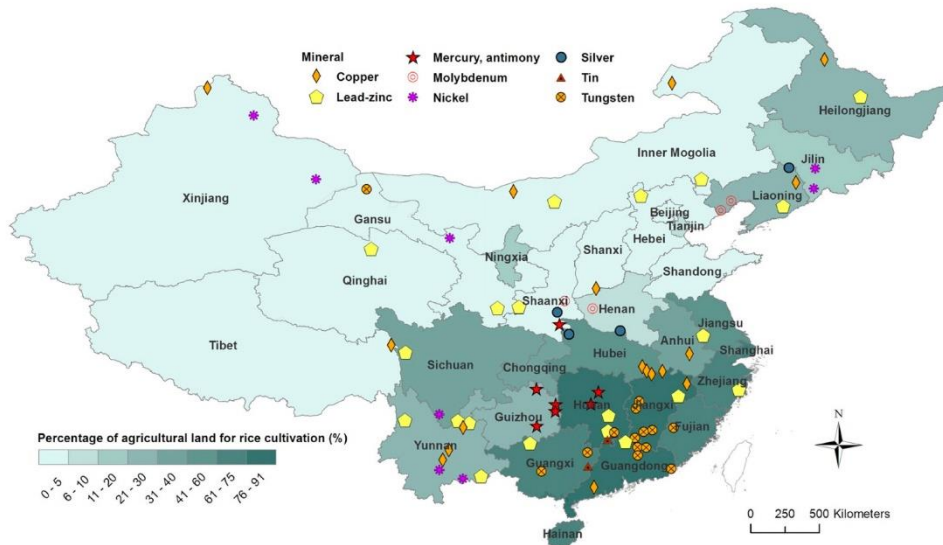 Mineral
Copper
Lead-zinc
Mercury, antimony
Molybdenum
Nickel
Silver
Tin
Tungsten
Heilongjiang
Inner Mogolia
Jilin
Xinjiang
Liaoning
Gansu
Beijing
Tianjin
Hebei
Shanxi
Ningxia
Qinghai
Shandong
Shaanxi
Henan
Jiangsu
Tibet
Anhui
Shanghai
Sichuan
Hubei
Chongqing
Zhejiang
Hunan
Jiangxi
Guizhou
Fujian
Percentage of agricultural land for rice cultivation (%)
Yunnan
Guangxi
Guangdong
0 - 5
6 - 10
11 - 20
21 - 30
31 - 40
41 - 60
61 - 75
76 - 91
Hainan
N
0 250 500 Kilometers